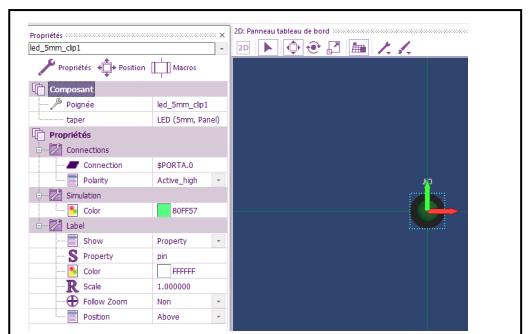 Propriétés
led_5mm_clip1
Propriétés Position Macros
Composant
Poignée led_5mm_clip1
taper LED (5mm, Panel)
Propriétés
Connections
Connection $PORTA.0
Polarity Active_high
Simulation
Color 80FF57
Label
Show Property
Property pin
Color FFFFFF
Scale 1.000000
Follow Zoom Non
Position Above
2D: Panneau tableau de bord
2D